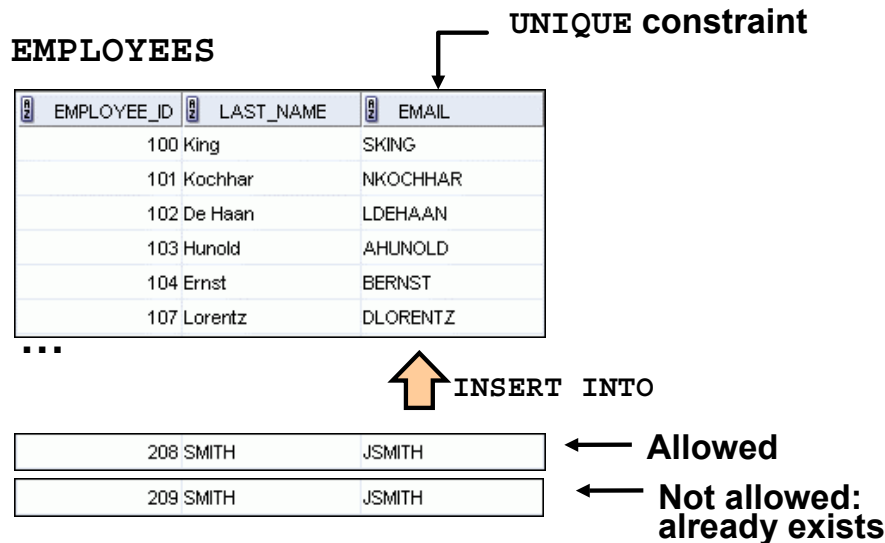 UNIQUE constraint
EMPLOYEES
EMPLOYEE_ID LAST_NAME EMAIL
100 King SKING
101 Kochhar NKOCHHAR
102 De Haan LDEHAAN
103 Hunold AHUNOLD
104 Ernst BERNST
107 Lorentz DLORENTZ
...
INSERT INTO
208 SMITH JSMITH Allowed
209 SMITH JSMITH Not allowed:
already exists